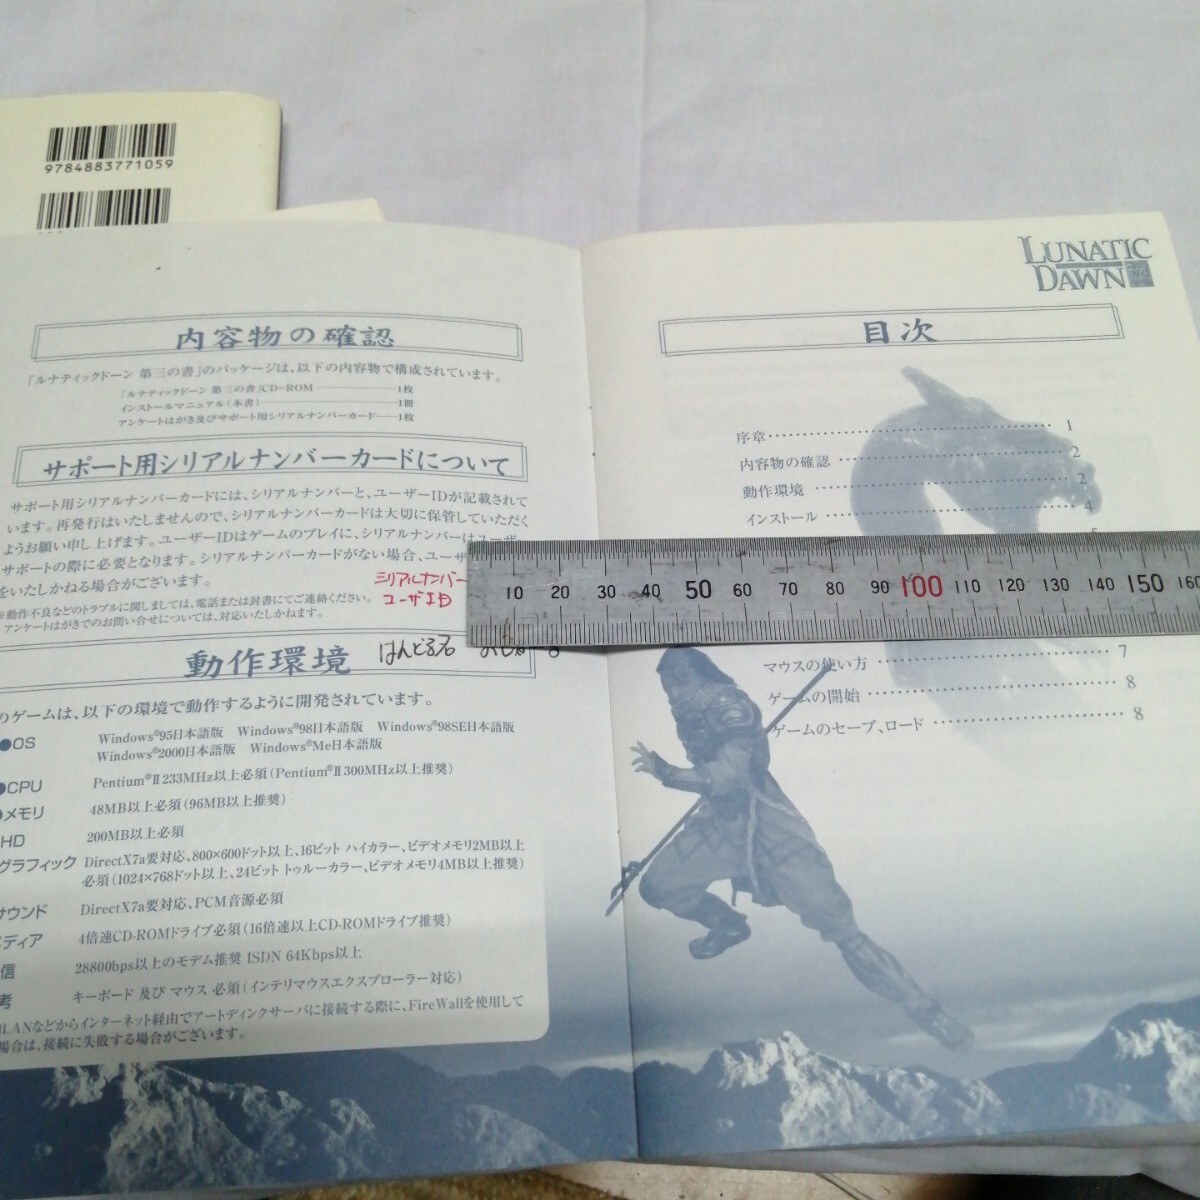 9784883771059
内容物の確認
「ルナティックドーン 第三の書」のパッケージは、以下の内容物で構成されています。
「ルナティックドーン 第三の書」CD-ROM 1枚
インストールマニュアル(本書) 1冊
アンケートはがき及びサポート用シリアルナンバーカード 1枚
サポート用シリアルナンバーカードについて
サポート用シリアルナンバーカードには、シリアルナンバーと、ユーザーIDが記載されて
います。再発行はいたしませんので、シリアルナンバーカードは大切に保管していただく
ようお願い申し上げます。ユーザーIDはゲームのプレイに、シリアルナンバーはユーザー
サポートの際に必要となります。シリアルナンバーカードがない場合、ユーザ
をいたしかねる場合がございます。
※動作不良などのトラブルに関しましては、電話または封書にてご連絡ください。
アンケートはがきでのお問い合せについては、対応いたしかねます。
シリアルナンバー
ユーザID
動作環境
のゲームは、以下の環境で動作するように開発されています。
●OS Windows®95日本語版 Windows®98日本語版 Windows®98SE日本語版
Windows®2000日本語版 Windows®Me日本語版
●CPU Pentium®Ⅱ233MHz以上必須(Pentium®Ⅱ300MHz以上推奨)
メモリ 48MB以上必須(96MB以上推奨)
HD 200MB以上必須
グラフィック DirectX7a要対応、800×600ドット以上、16ビット ハイカラー、ビデオメモリ2MB以上
必須(1024×768ドット以上、24ビット トゥルーカラー、ビデオメモリ4MB以上推奨)
サウンド DirectX7a要対応、PCM音源必須
ディア 4倍速CD-ROMドライブ必須(16倍速以上CD-ROMドライブ推奨)
信 28800bps以上のモデム推奨 ISDN 64Kbps以上
考 キーボード 及び マウス 必須(インテリマウスエクスプローラー対応)
LANなどからインターネット経由でアートディンクサーバに接続する際に、FireWallを使用して
場合は、接続に失敗する場合がございます。
LUNATIC
DAWN 3rd
目次
序章 1
内容物の確認 2
動作環境 2
インストール 4
5
10 20 30 40 50 60 70 80 90 100 110 120 130 140 150 160
マウスの使い方 7
ゲームの開始 8
ゲームのセーブ、ロード 8